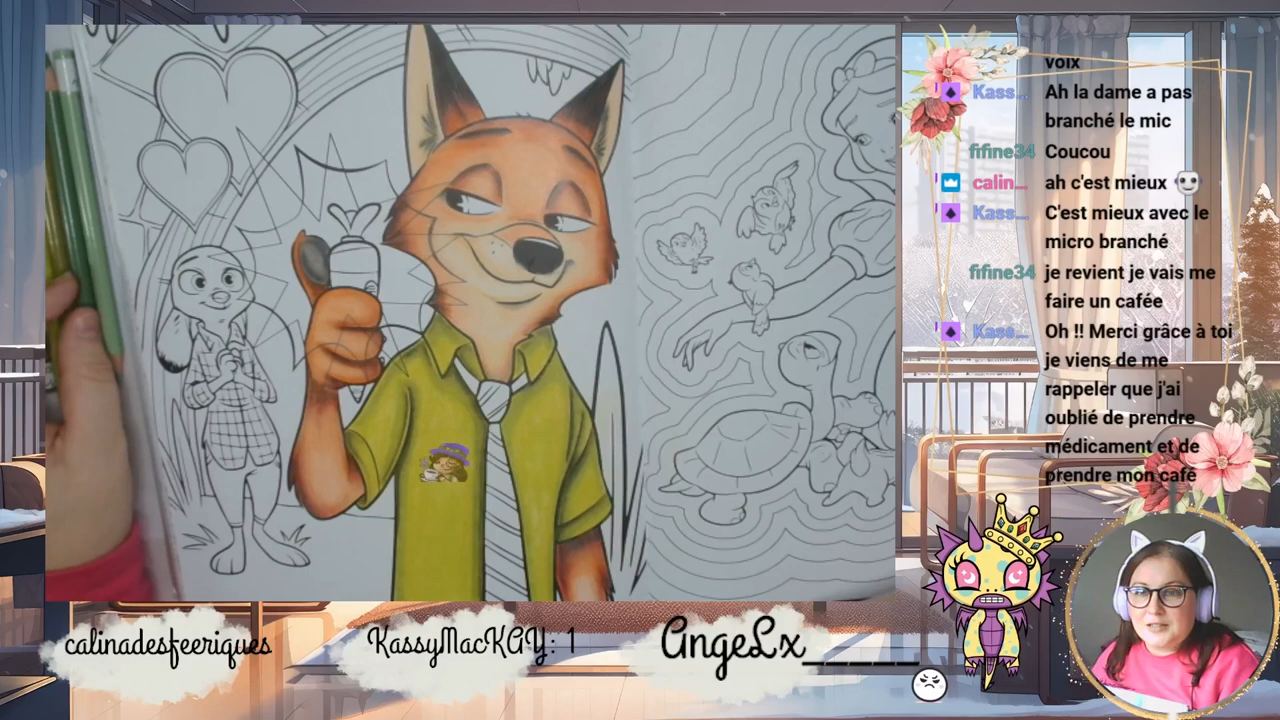 voix
Kass... Ah la dame a pas
branché le mic
fifine34 Coucou
calin... ah c'est mieux
Kass... C'est mieux avec le
micro branché
fifine34 je revient je vais me
faire un cafée
Kass... Oh !! Merci grâce à toi
je viens de me
rappeler que j'ai
oublié de prendre
médicament et de
prendre mon café
calinadesfeeriques
KassyMacKAY: 1
AngeLx______